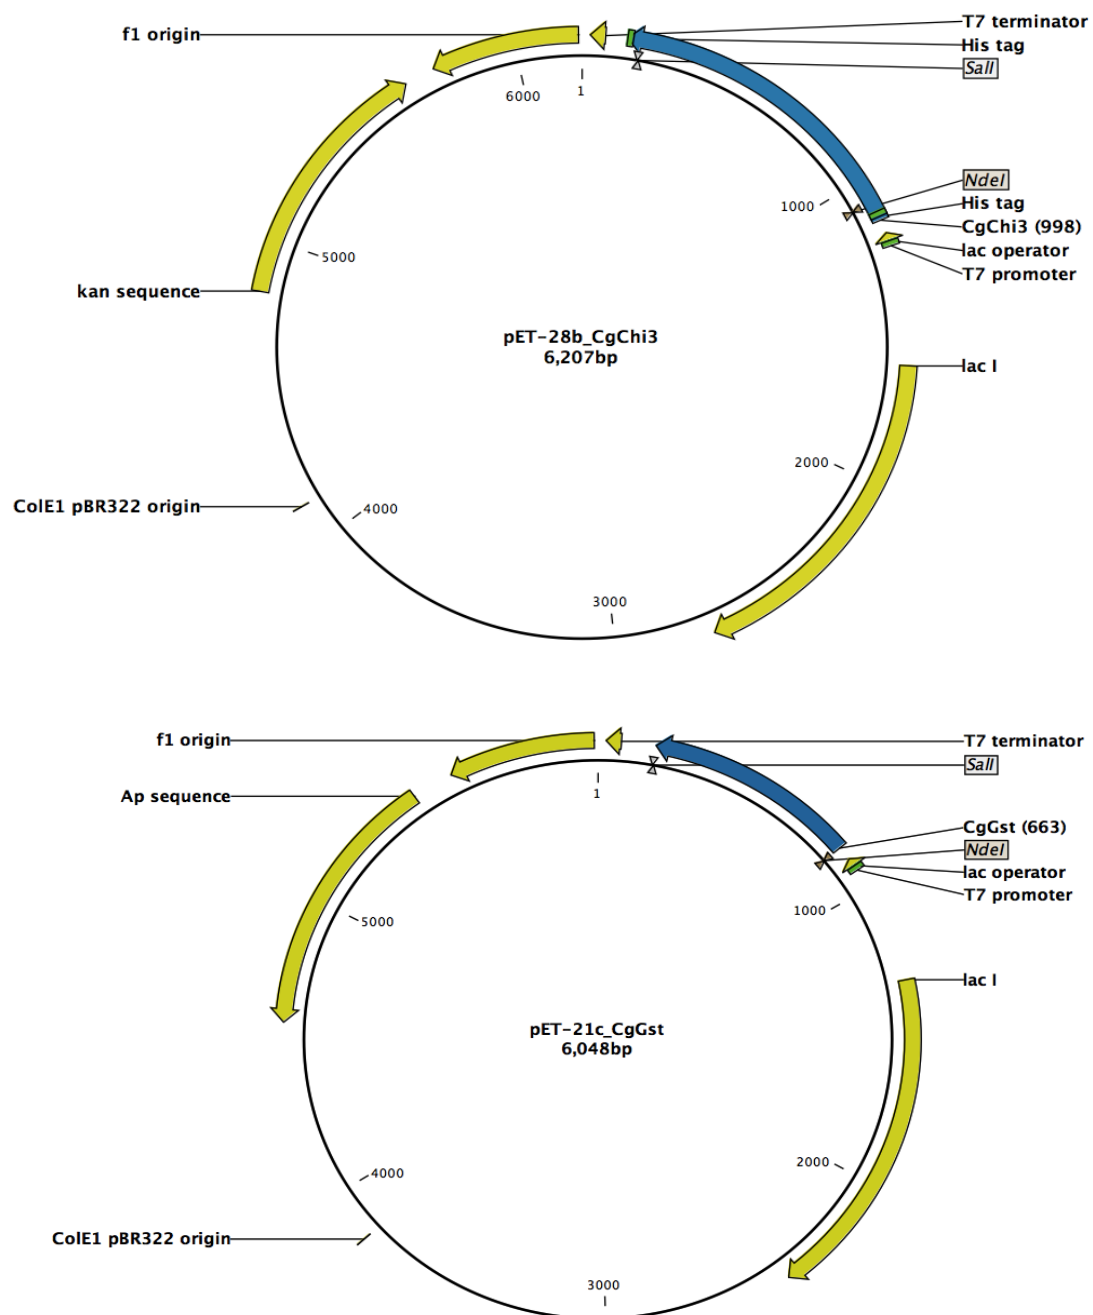 f1 origin
T7 terminator
His tag
SalI
6000
1
NdeI
1000
His tag
CgChi3 (998)
lac operator
5000
T7 promoter
kan sequence
pET-28b_CgChi3
6,207bp
lac I
2000
ColE1 pBR322 origin
4000
3000
f1 origin
T7 terminator
SalI
Ap sequence
1
CgGst (663)
NdeI
lac operator
T7 promoter
1000
5000
lac I
pET-21c_CgGst
6,048bp
2000
4000
ColE1 pBR322 origin
3000